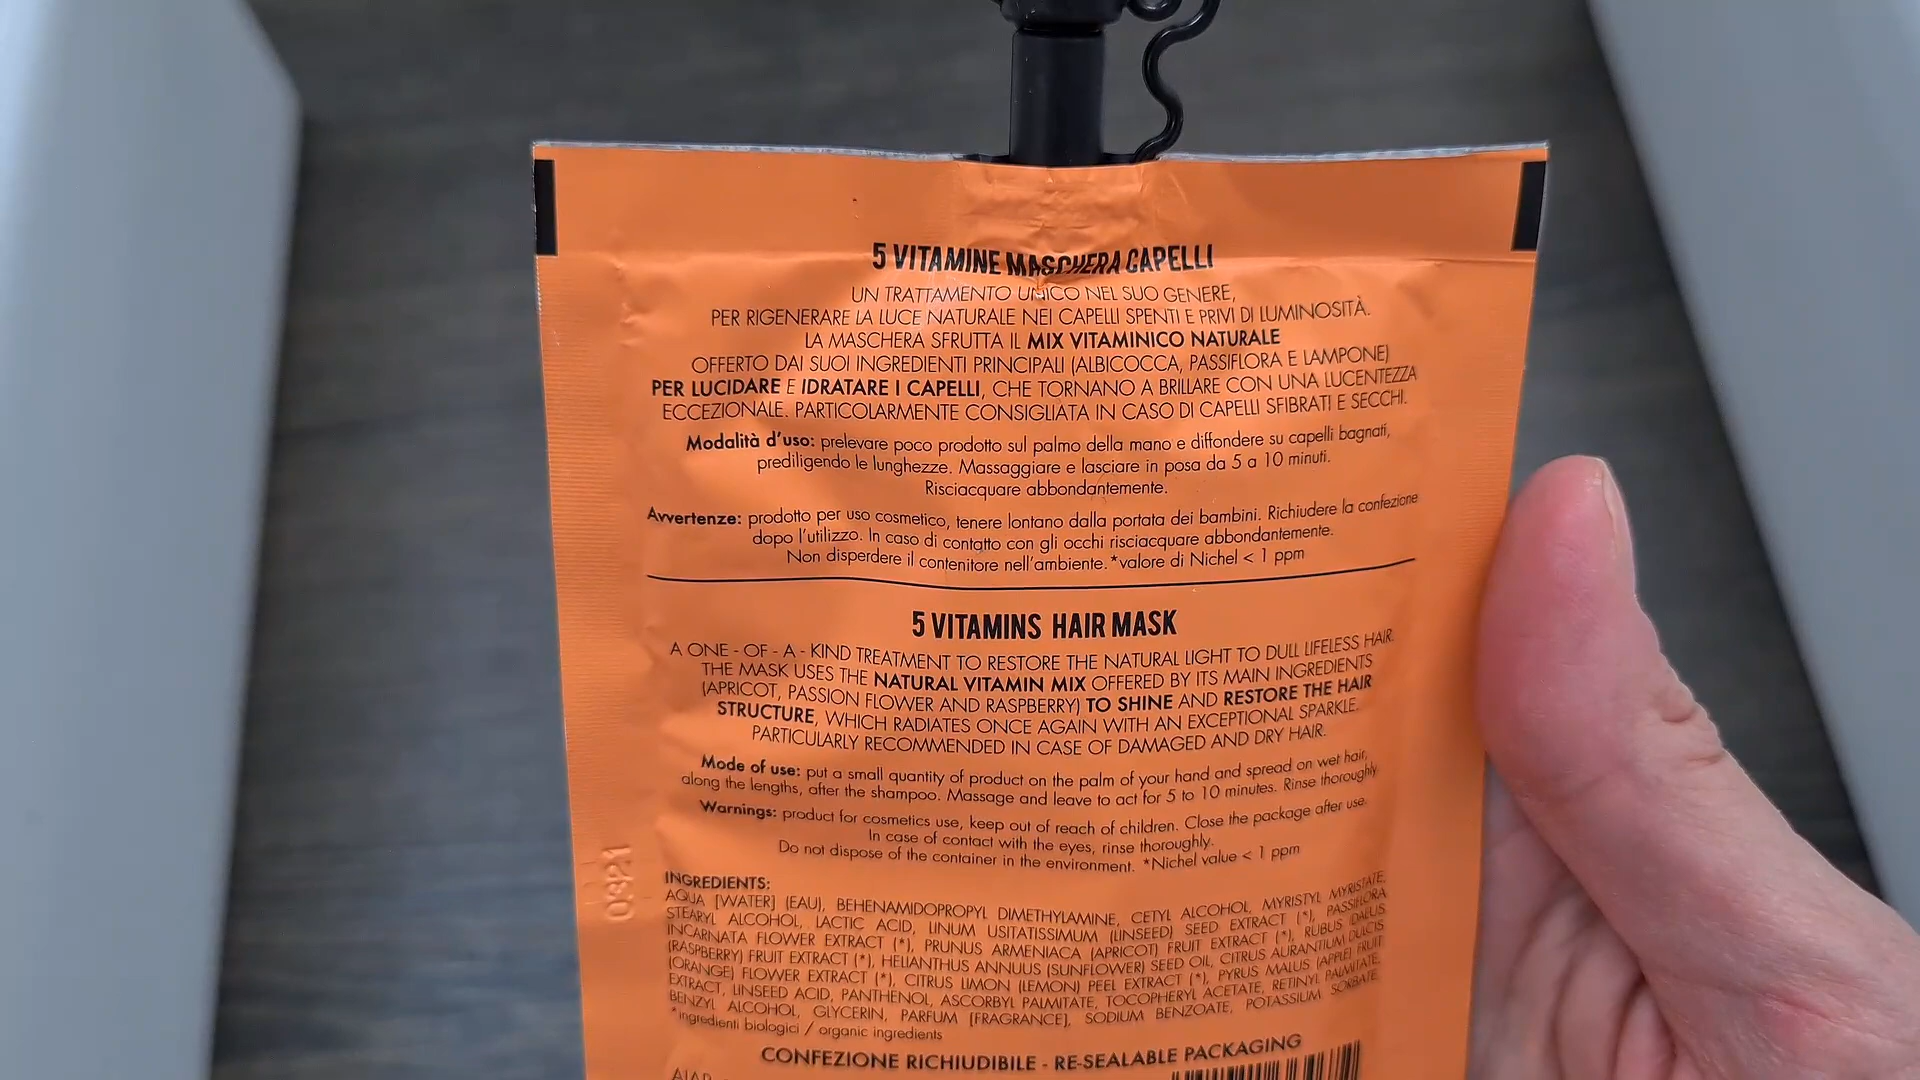 5 VITAMINE MASCHERA CAPELLI
UN TRATTAMENTO UNICO NEL SUO GENERE,
PER RIGENERARE LA LUCE NATURALE NEI CAPELLI SPENTI E PRIVI DI LUMINOSITÀ.
LA MASCHERA SFRUTTA IL MIX VITAMINICO NATURALE
OFFERTO DAI SUOI INGREDIENTI PRINCIPALI (ALBICOCCA, PASSIFLORA E LAMPONE)
PER LUCIDARE E IDRATARE I CAPELLI, CHE TORNANO A BRILLARE CON UNA LUCENTEZZA
ECCEZIONALE. PARTICOLARMENTE CONSIGLIATA IN CASO DI CAPELLI SFIBRATI E SECCHI.
Modalità d'uso: prelevare poco prodotto sul palmo della mano e diffondere su capelli bagnati,
prediligendo le lunghezze. Massaggiare e lasciare in posa da 5 a 10 minuti.
Risciacquare abbondantemente.
Avvertenze: prodotto per uso cosmetico, tenere lontano dalla portata dei bambini. Richiudere la confezione
dopo l'utilizzo. In caso di contatto con gli occhi risciacquare abbondantemente.
Non disperdere il contenitore nell'ambiente. *valore di Nichel < 1 ppm
5 VITAMINS HAIR MASK
A ONE - OF - A - KIND TREATMENT TO RESTORE THE NATURAL LIGHT TO DULL LIFELESS HAIR.
THE MASK USES THE NATURAL VITAMIN MIX OFFERED BY ITS MAIN INGREDIENTS
(APRICOT, PASSION FLOWER AND RASPBERRY) TO SHINE AND RESTORE THE HAIR
STRUCTURE, WHICH RADIATES ONCE AGAIN WITH AN EXCEPTIONAL SPARKLE.
PARTICULARLY RECOMMENDED IN CASE OF DAMAGED AND DRY HAIR.
Mode of use: put a small quantity of product on the palm of your hand and spread on wet hair,
along the lengths, after the shampoo. Massage and leave to act for 5 to 10 minutes. Rinse thoroughly
Warnings: product for cosmetics use, keep out of reach of children. Close the package after use.
In case of contact with the eyes, rinse thoroughly.
Do not dispose of the container in the environment. *Nichel value < 1 ppm
0321
INGREDIENTS:
AQUA [WATER] (EAU), BEHENAMIDOPROPYL DIMETHYLAMINE, CETYL ALCOHOL, MYRISTYL MYRISTATE,
STEARYL ALCOHOL, LACTIC ACID, LINUM USITATISSIMUM (LINSEED) SEED EXTRACT (*), PASSIFLORA
INCARNATA FLOWER EXTRACT (*), PRUNUS ARMENIACA (APRICOT) FRUIT EXTRACT (*), RUBUS IDAEUS
(RASPBERRY) FRUIT EXTRACT (*), HELIANTHUS ANNUUS (SUNFLOWER) SEED OIL, CITRUS AURANTIUM DULCIS
(ORANGE) FLOWER EXTRACT (*), CITRUS LIMON (LEMON) PEEL EXTRACT (*), PYRUS MALUS (APPLE) FRUIT
EXTRACT, LINSEED ACID, PANTHENOL, ASCORBYL PALMITATE, TOCOPHERYL ACETATE, RETINYL PALMITATE,
BENZYL ALCOHOL, GLYCERIN, PARFUM [FRAGRANCE], SODIUM BENZOATE, POTASSIUM SORBATE.
*ingredienti biologici / organic ingredients
CONFEZIONE RICHIUDIBILE - RE-SEALABLE PACKAGING